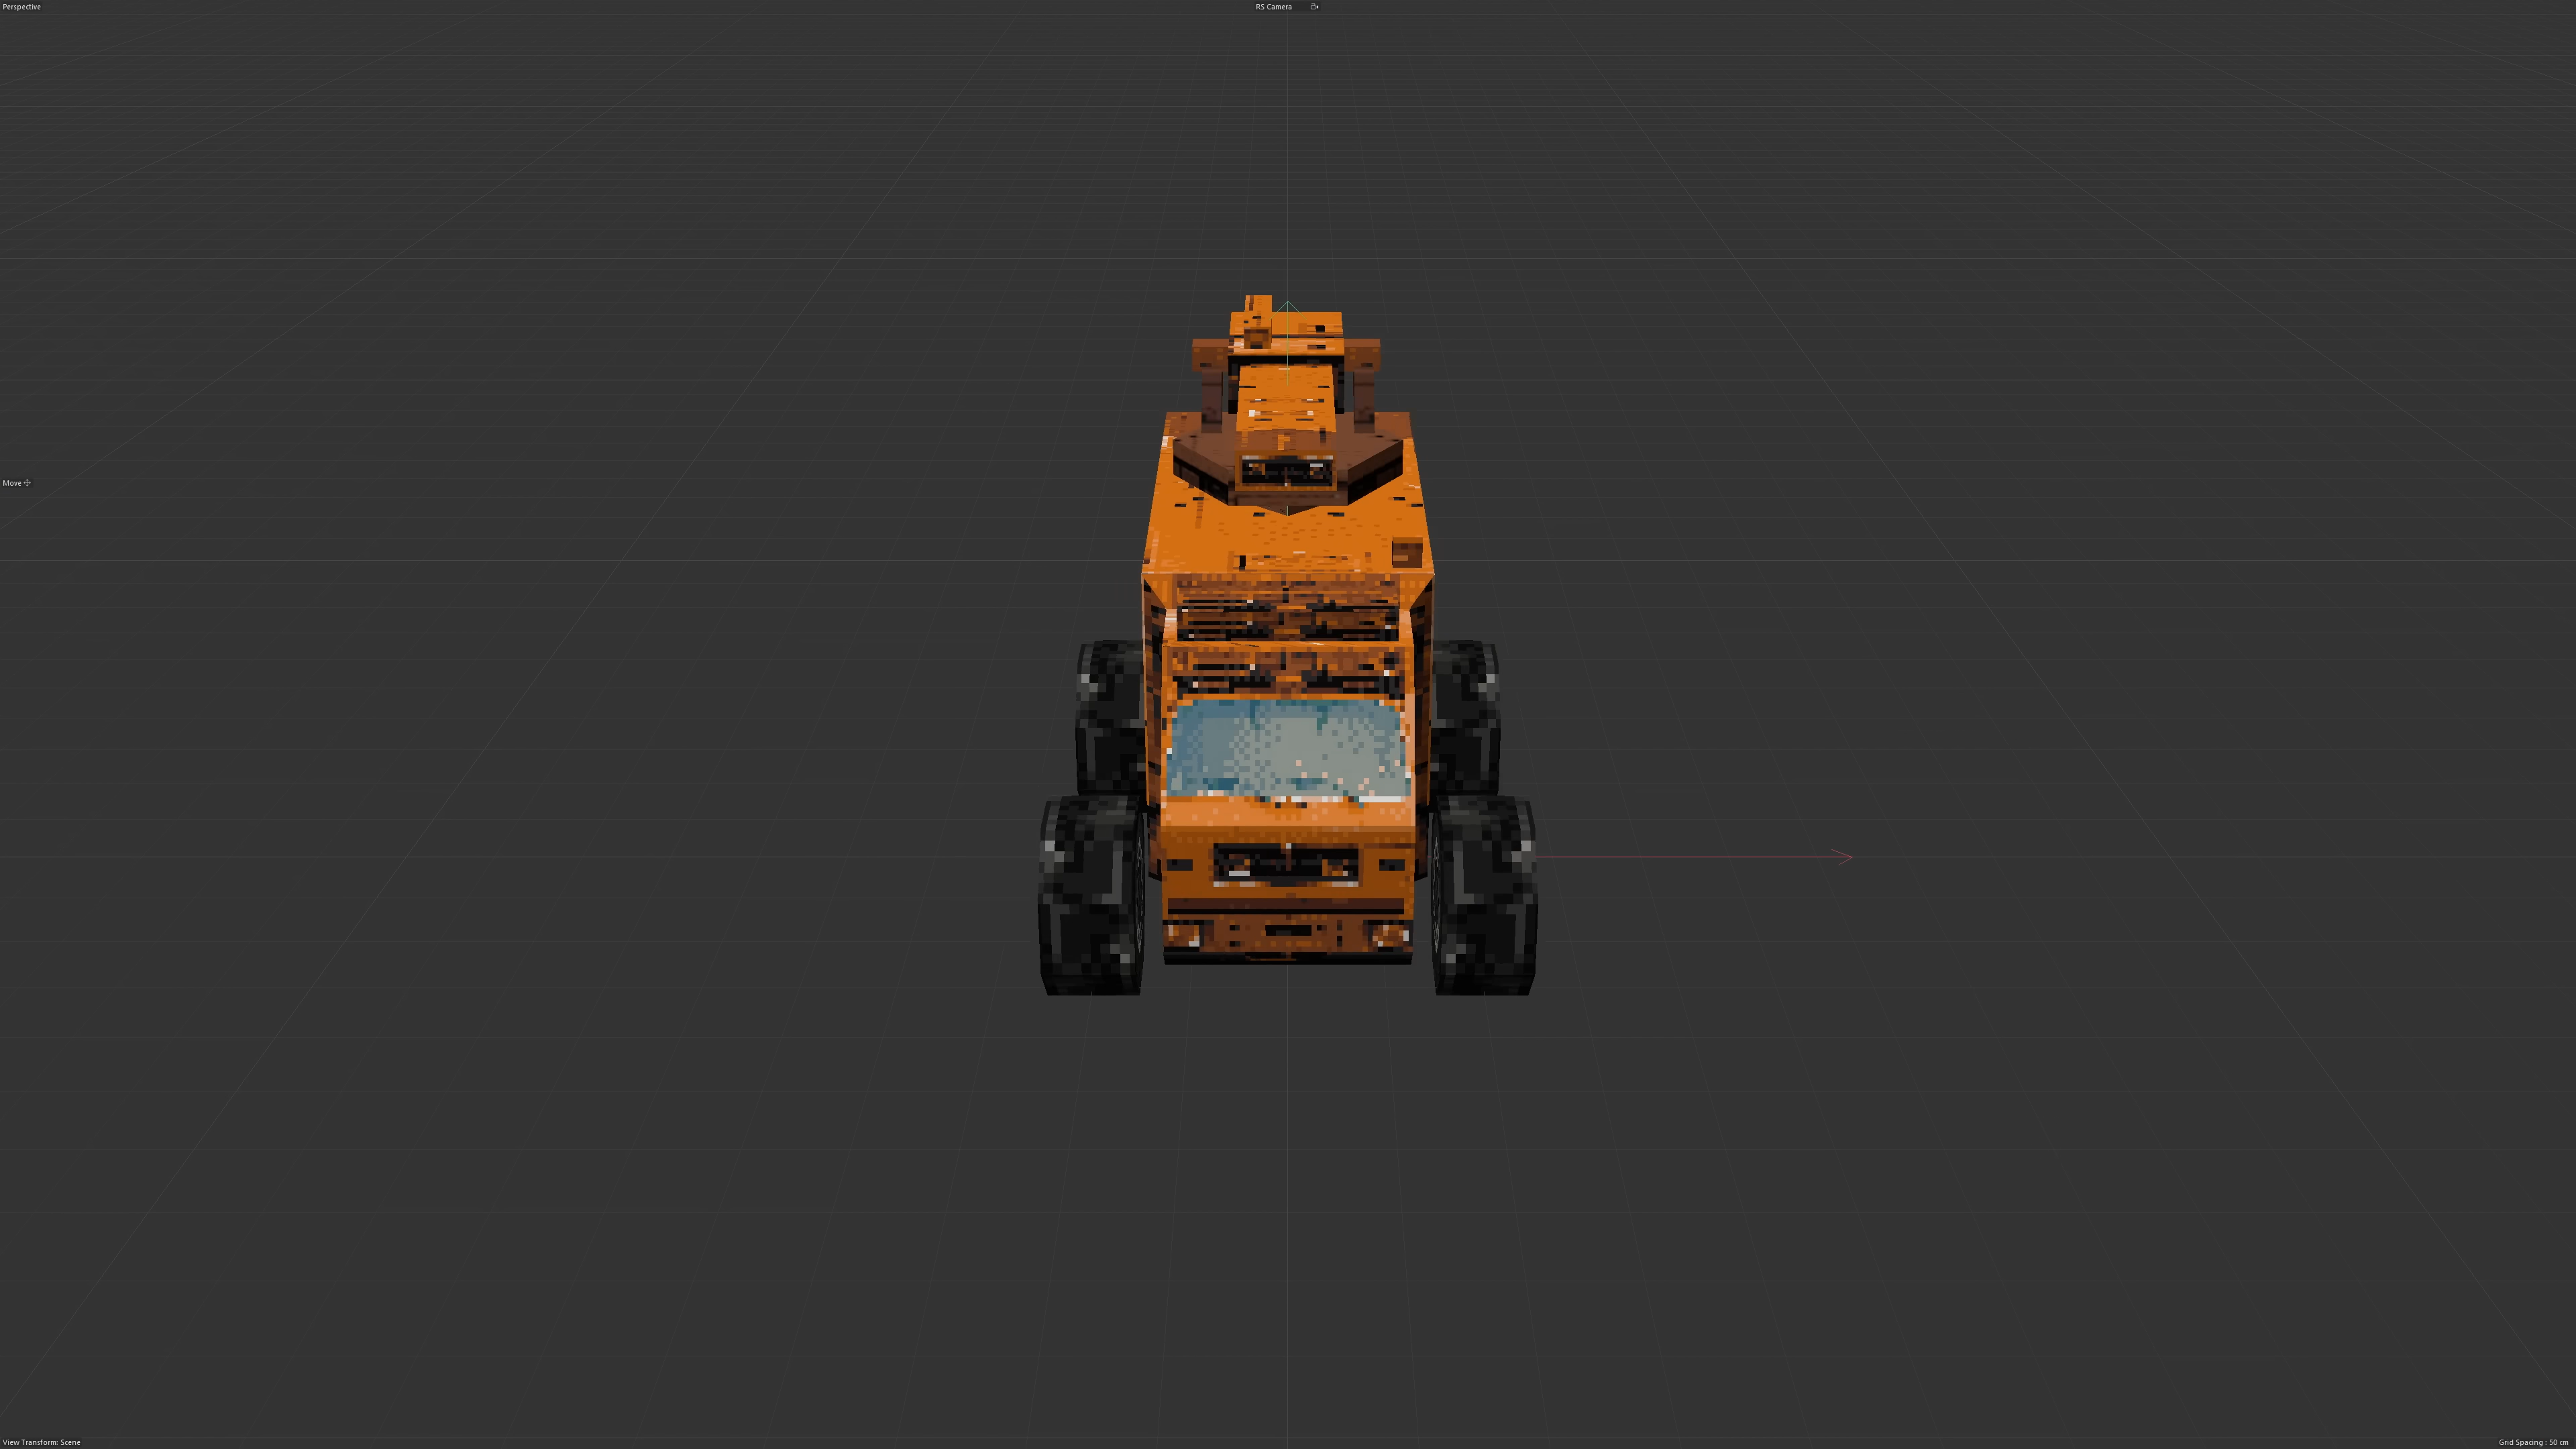 Perspective
RS Camera
Move
View Transform: Scene
Grid Spacing : 50 cm